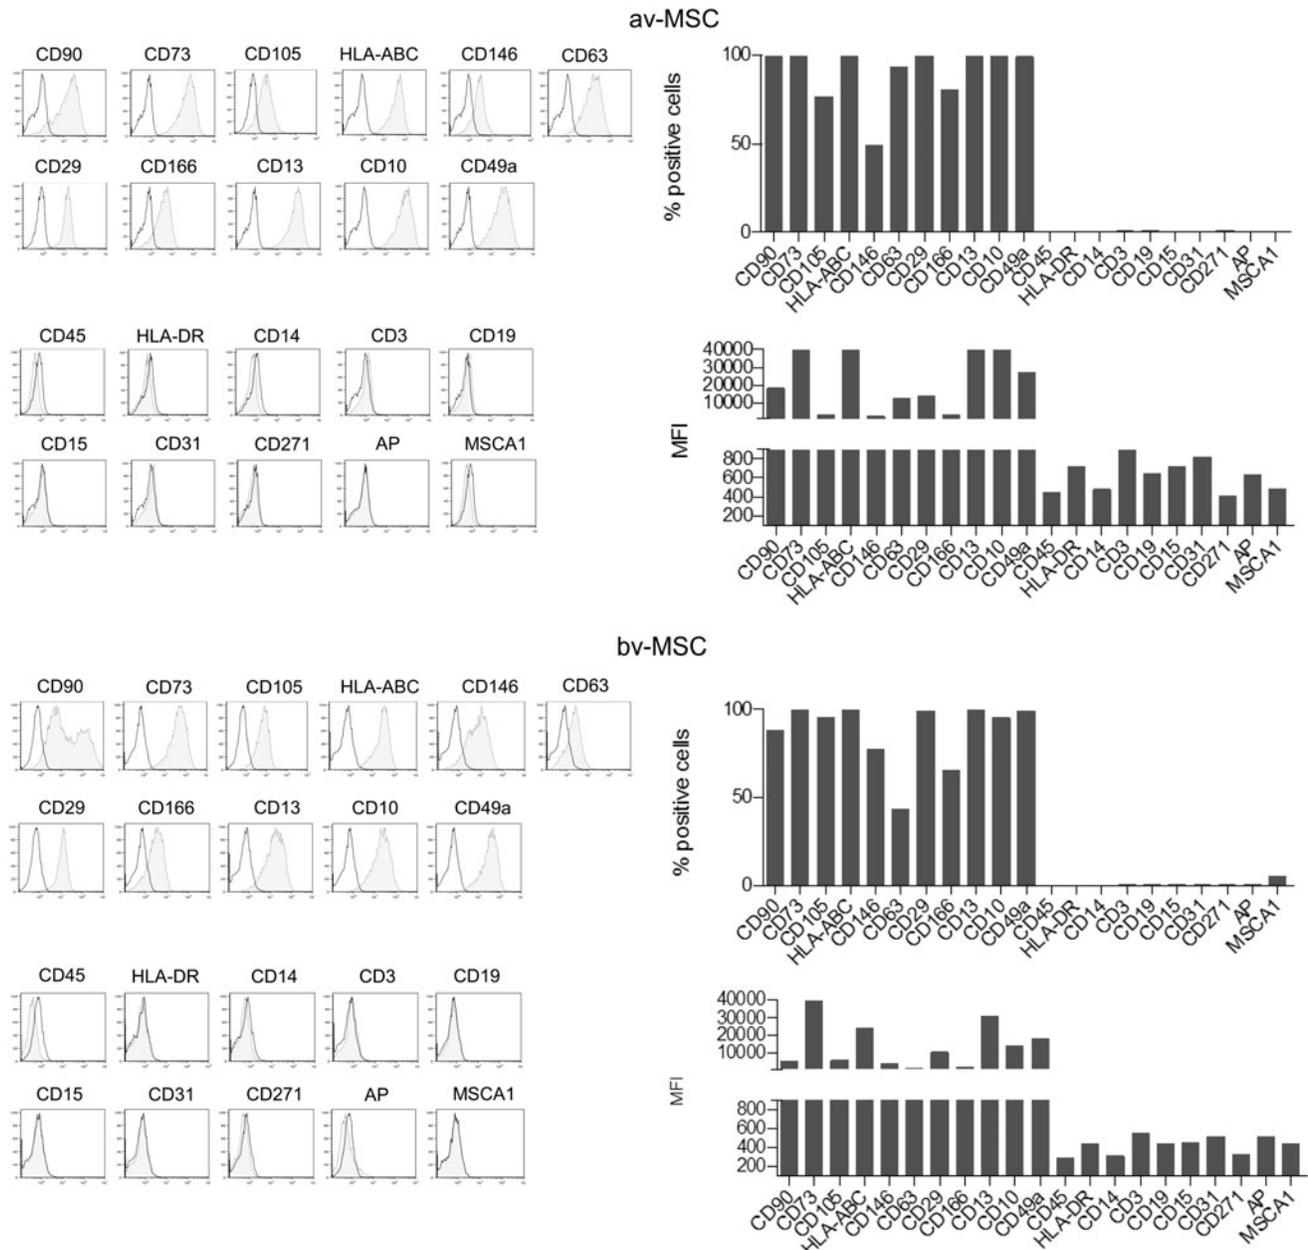 av-MSC
CD90 CD73 CD105 HLA-ABC CD146 CD63
CD29 CD166 CD13 CD10 CD49a
CD45 HLA-DR CD14 CD3 CD19
CD15 CD31 CD271 AP MSCA1
% positive cells
100
50
0
CD90 CD73 CD105 HLA-ABC CD146 CD63 CD29 CD166 CD13 CD10 CD49a CD45 HLA-DR CD14 CD3 CD19 CD15 CD31 CD271 AP MSCA1
MFI
40000
30000
20000
10000
800
600
400
200
CD90 CD73 CD105 HLA-ABC CD146 CD63 CD29 CD166 CD13 CD10 CD49a CD45 HLA-DR CD14 CD3 CD19 CD15 CD31 CD271 AP MSCA1
bv-MSC
CD90 CD73 CD105 HLA-ABC CD146 CD63
CD29 CD166 CD13 CD10 CD49a
CD45 HLA-DR CD14 CD3 CD19
CD15 CD31 CD271 AP MSCA1
% positive cells
100
50
0
CD90 CD73 CD105 HLA-ABC CD146 CD63 CD29 CD166 CD13 CD10 CD49a CD45 HLA-DR CD14 CD3 CD19 CD15 CD31 CD271 AP MSCA1
MFI
40000
30000
20000
10000
800
600
400
200
CD90 CD73 CD105 HLA-ABC CD146 CD63 CD29 CD166 CD13 CD10 CD49a CD45 HLA-DR CD14 CD3 CD19 CD15 CD31 CD271 AP MSCA1